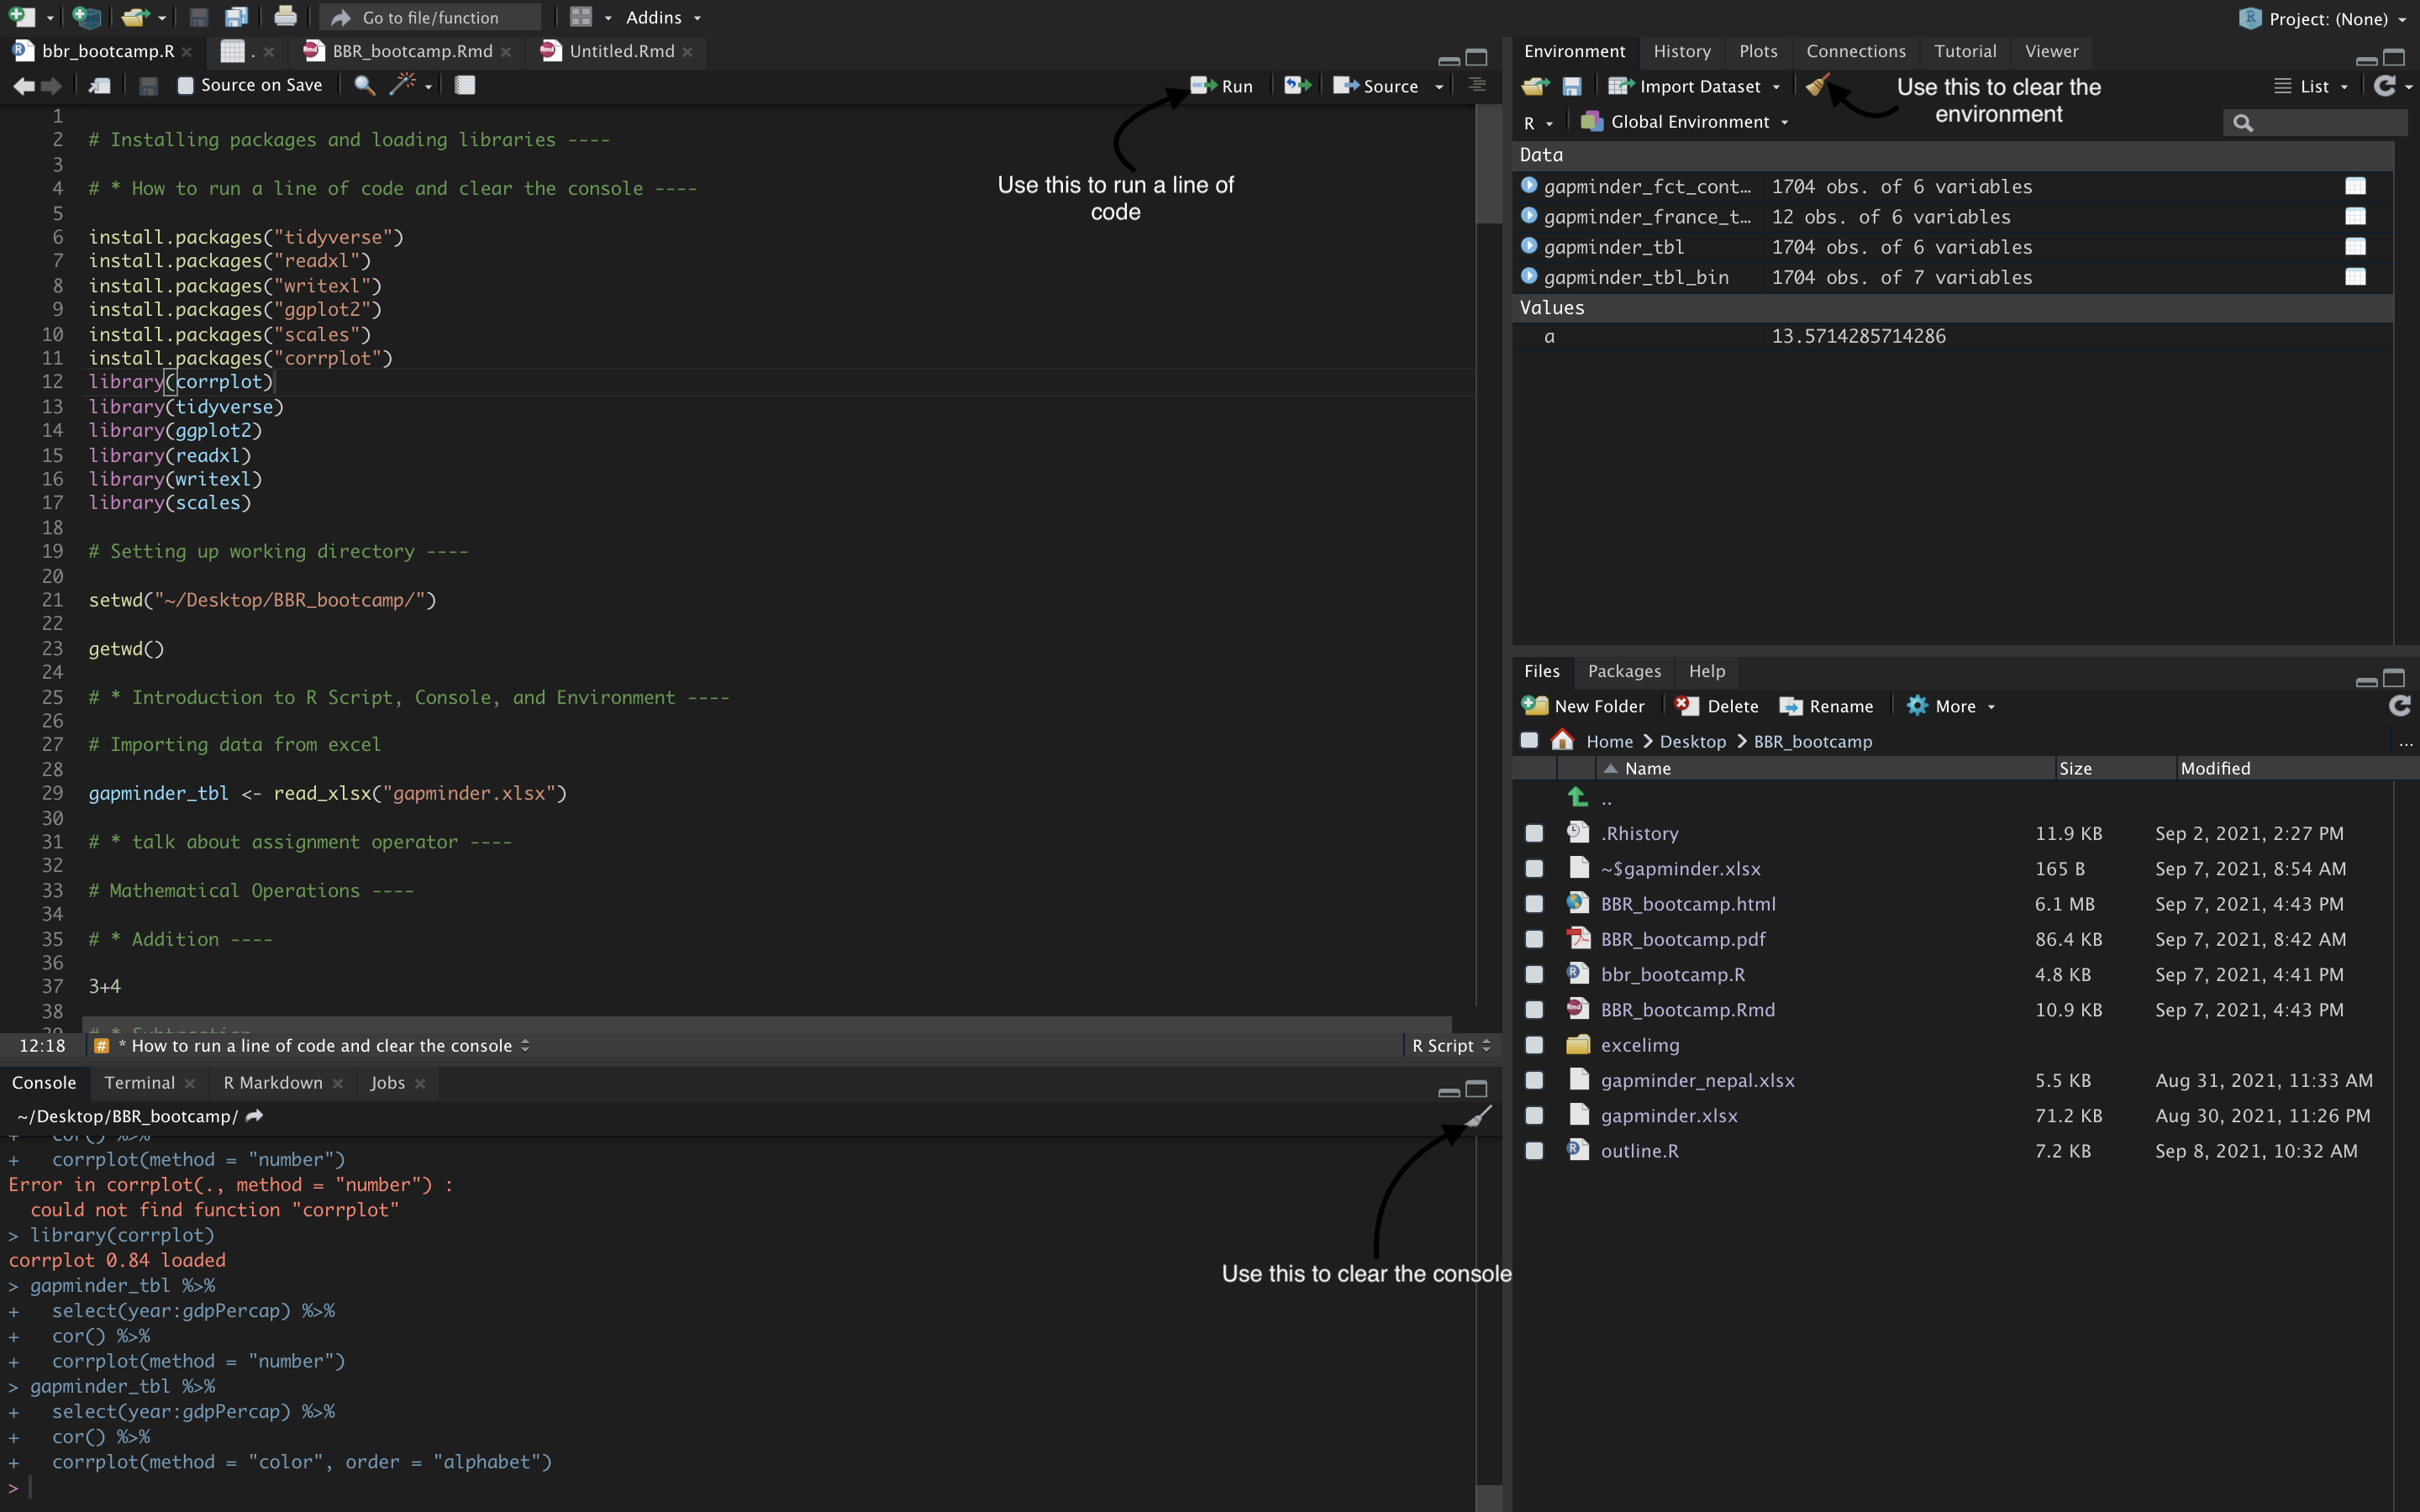 Go to file/function
Addins
Project: (None)
bbr_bootcamp.R
.
BBR_bootcamp.Rmd
Untitled.Rmd
Source on Save
Run
Source
1
2 # Installing packages and loading libraries ----
3
4 # * How to run a line of code and clear the console ----
5
6 install.packages("tidyverse")
7 install.packages("readxl")
8 install.packages("writexl")
9 install.packages("ggplot2")
10 install.packages("scales")
11 install.packages("corrplot")
12 library(corrplot)
13 library(tidyverse)
14 library(ggplot2)
15 library(readxl)
16 library(writexl)
17 library(scales)
18
19 # Setting up working directory ----
20
21 setwd("~/Desktop/BBR_bootcamp/")
22
23 getwd()
24
25 # * Introduction to R Script, Console, and Environment ----
26
27 # Importing data from excel
28
29 gapminder_tbl <- read_xlsx("gapminder.xlsx")
30
31 # * talk about assignment operator ----
32
33 # Mathematical Operations ----
34
35 # * Addition ----
36
37 3+4
38
39 # * Subtraction
Use this to run a line of
code
12:18 # * How to run a line of code and clear the console
R Script
Console Terminal R Markdown Jobs
~/Desktop/BBR_bootcamp/
+ cor() %>%
+ corrplot(method = "number")
Error in corrplot(., method = "number") :
could not find function "corrplot"
> library(corrplot)
corrplot 0.84 loaded
> gapminder_tbl %>%
+ select(year:gdpPercap) %>%
+ cor() %>%
+ corrplot(method = "number")
> gapminder_tbl %>%
+ select(year:gdpPercap) %>%
+ cor() %>%
+ corrplot(method = "color", order = "alphabet")
>
Use this to clear the console
Environment History Plots Connections Tutorial Viewer
Import Dataset
Use this to clear the
environment
List
R
Global Environment
Data
gapminder_fct_cont… 1704 obs. of 6 variables
gapminder_france_t… 12 obs. of 6 variables
gapminder_tbl 1704 obs. of 6 variables
gapminder_tbl_bin 1704 obs. of 7 variables
Values
a 13.5714285714286
Files Packages Help
New Folder Delete Rename More
Home Desktop BBR_bootcamp ...
Name Size Modified
..
.Rhistory 11.9 KB Sep 2, 2021, 2:27 PM
~$gapminder.xlsx 165 B Sep 7, 2021, 8:54 AM
BBR_bootcamp.html 6.1 MB Sep 7, 2021, 4:43 PM
BBR_bootcamp.pdf 86.4 KB Sep 7, 2021, 8:42 AM
bbr_bootcamp.R 4.8 KB Sep 7, 2021, 4:41 PM
BBR_bootcamp.Rmd 10.9 KB Sep 7, 2021, 4:43 PM
excelimg
gapminder_nepal.xlsx 5.5 KB Aug 31, 2021, 11:33 AM
gapminder.xlsx 71.2 KB Aug 30, 2021, 11:26 PM
outline.R 7.2 KB Sep 8, 2021, 10:32 AM